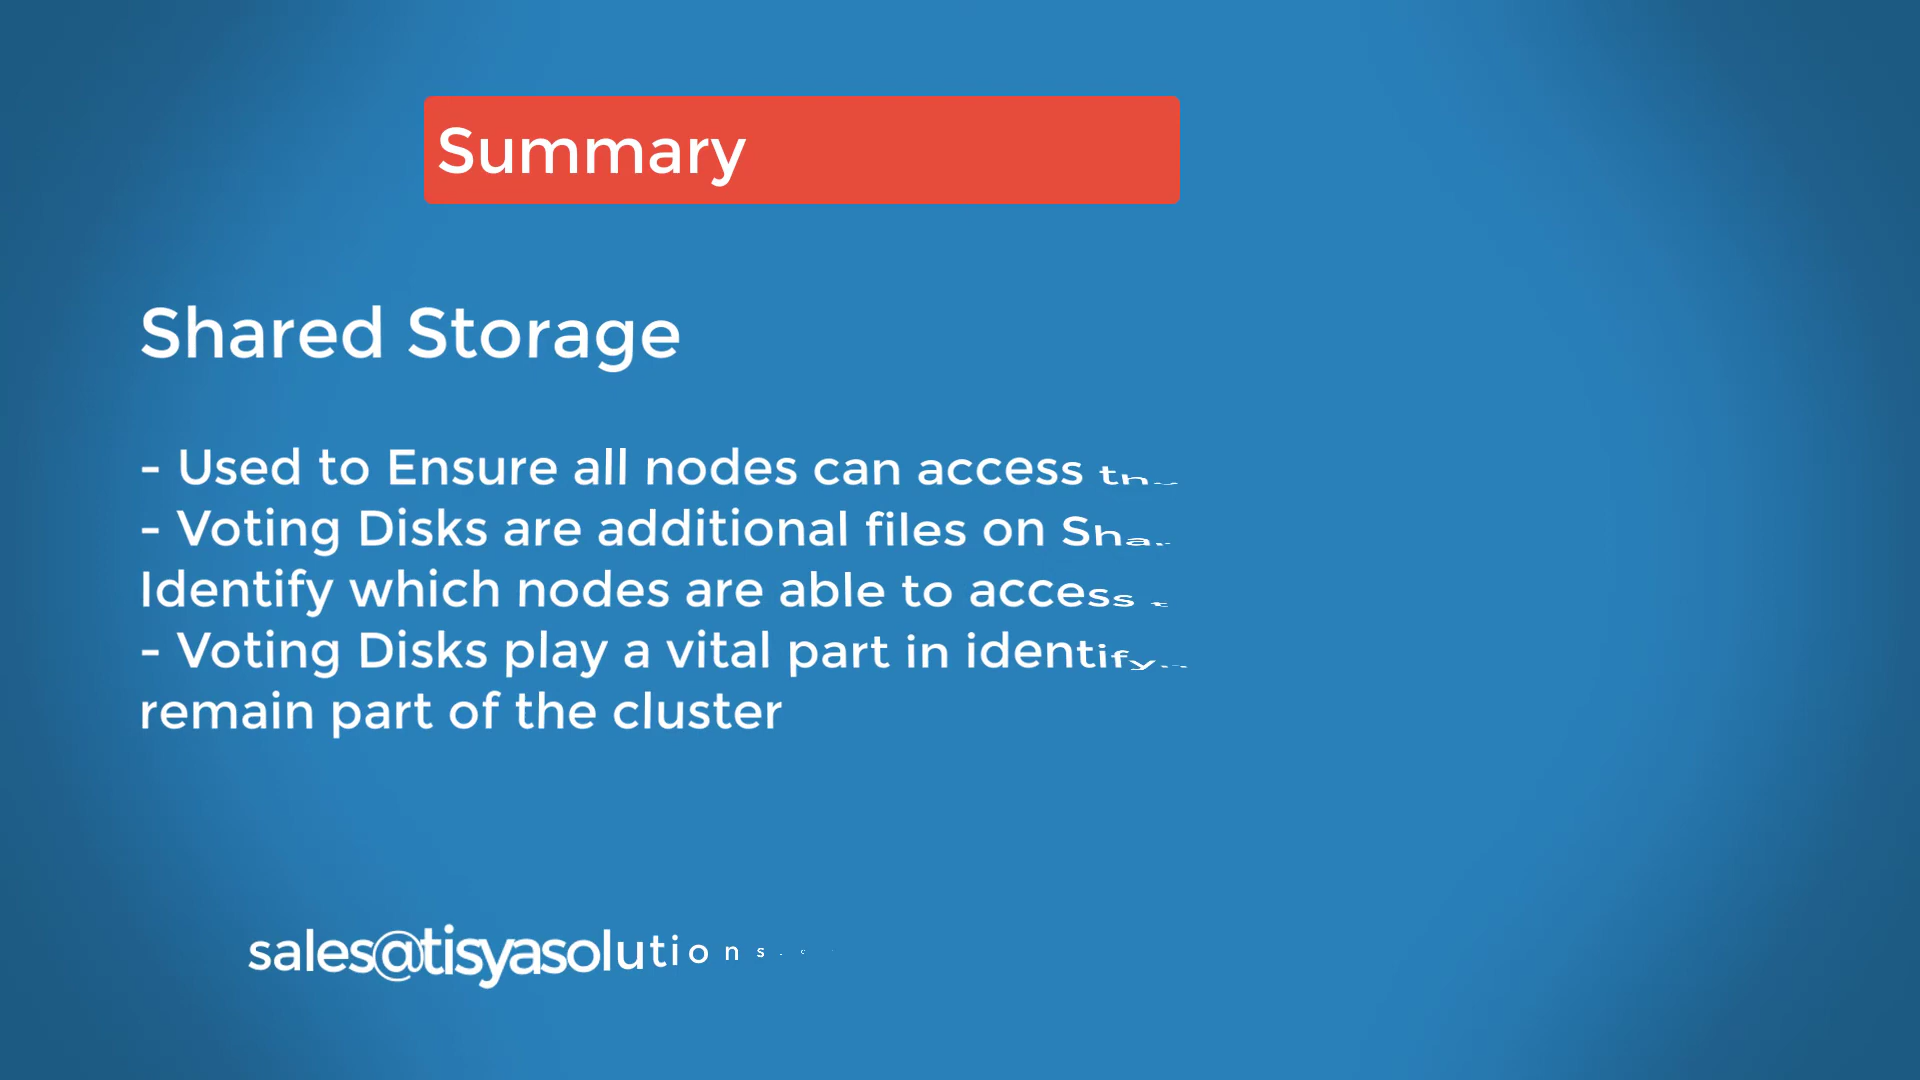 Summary
Shared Storage
- Used to Ensure all nodes can access
- Voting Disks are additional files on
Identify which nodes are able to access
- Voting Disks play a vital part in
remain part of the cluster
sales@tisyasolutions.